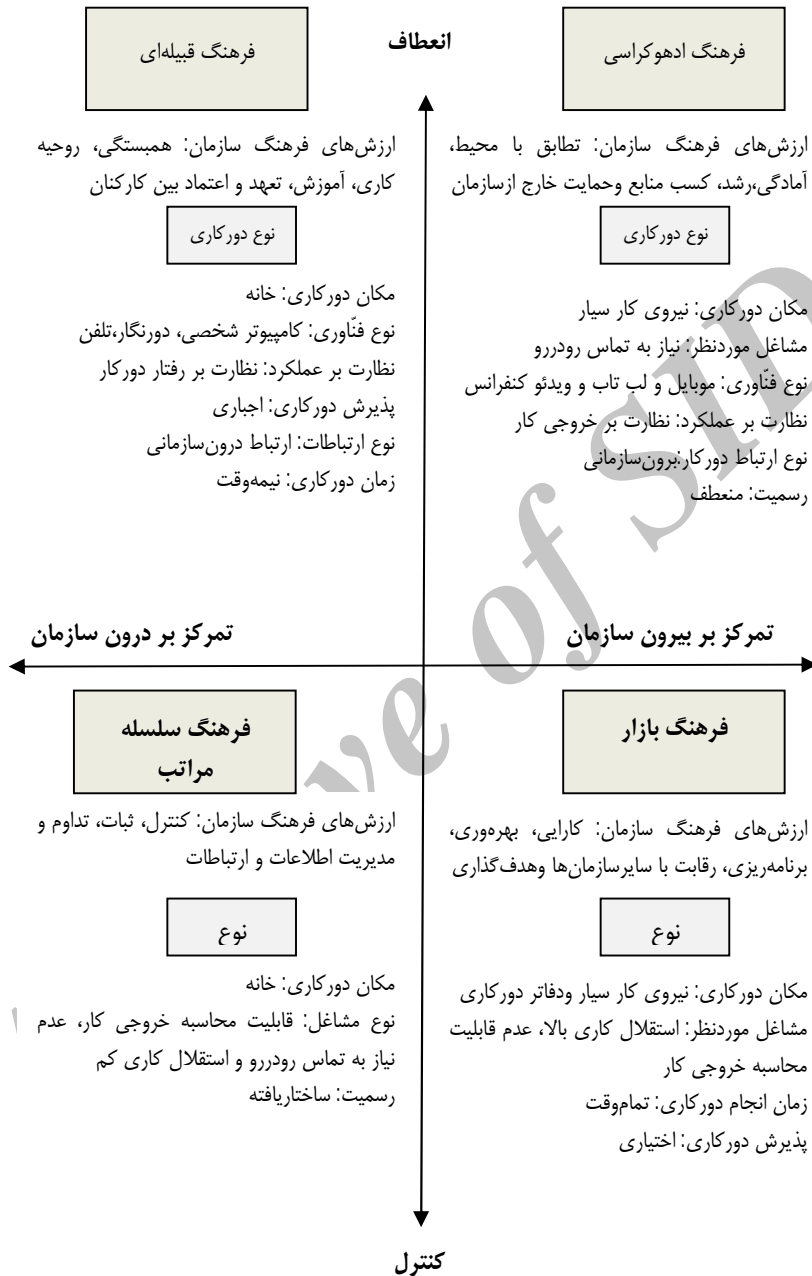 انعطاف
فرهنگ ادهوکراسی
ارزش‌های فرهنگ سازمان: تطابق با محیط،
آمادگی،رشد، کسب منابع وحمایت خارج ازسازمان
نوع دورکاری
مکان دورکاری: نیروی کار سیار
مشاغل موردنظر: نیاز به تماس رودررو
نوع فنّاوری: موبایل و لب تاب و ویدئو کنفرانس
نظارت بر عملکرد: نظارت بر خروجی کار
نوع ارتباط دورکار:برون‌سازمانی
رسمیت: منعطف
فرهنگ قبیله‌ای
ارزش‌های فرهنگ سازمان: همبستگی، روحیه
کاری، آموزش، تعهد و اعتماد بین کارکنان
نوع دورکاری
مکان دورکاری: خانه
نوع فنّاوری: کامپیوتر شخصی، دورنگار،تلفن
نظارت بر عملکرد: نظارت بر رفتار دورکار
پذیرش دورکاری: اجباری
نوع ارتباطات: ارتباط درون‌سازمانی
زمان دورکاری: نیمه‌وقت
تمرکز بر بیرون سازمان
تمرکز بر درون سازمان
فرهنگ بازار
ارزش‌های فرهنگ سازمان: کارایی، بهره‌وری،
برنامه‌ریزی، رقابت با سایرسازمان‌ها وهدف‌گذاری
نوع
مکان دورکاری: نیروی کار سیار ودفاتر دورکاری
مشاغل موردنظر: استقلال کاری بالا، عدم قابلیت
محاسبه خروجی کار
زمان انجام دورکاری: تمام‌وقت
پذیرش دورکاری: اختیاری
فرهنگ سلسله
مراتب
ارزش‌های فرهنگ سازمان: کنترل، ثبات، تداوم و
مدیریت اطلاعات و ارتباطات
نوع
مکان دورکاری: خانه
نوع مشاغل: قابلیت محاسبه خروجی کار، عدم
نیاز به تماس رودررو و استقلال کاری کم
رسمیت: ساختاریافته
کنترل
ve of SID